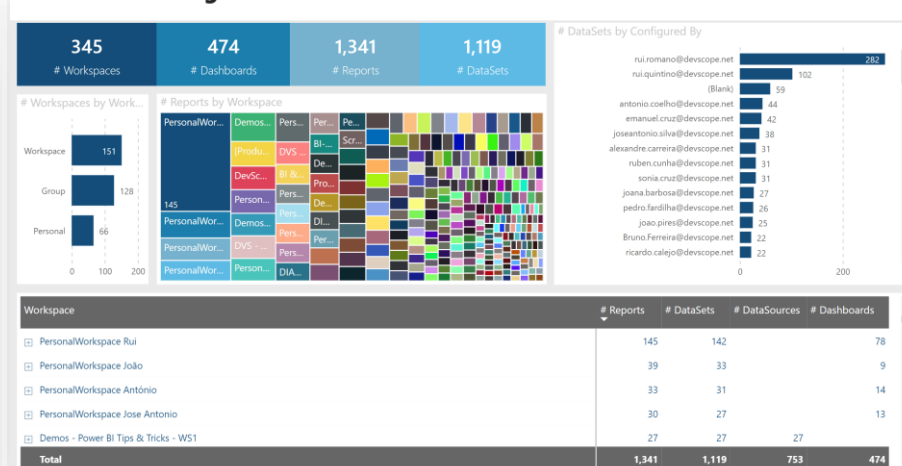 345
# Workspaces
474
# Dashboards
1,341
# Reports
1,119
# DataSets
# Workspaces by Work...
Workspace 151
Group 128
Personal 66
0 100 200
# Reports by Workspace
PersonalWor...
145
PersonalWor...
PersonalWor...
PersonalWor...
Demos...
[Produ...
DevSc...
Person...
Demos...
DVS - ...
Person...
Pers...
DVS ...
BI &...
Pers...
Pers...
Pers...
Pers...
DIA...
Per...
BI-...
De...
Pro...
De...
DI...
Per...
Pe...
Scr...
# DataSets by Configured By
rui.romano@devscope.net 282
rui.quintino@devscope.net 102
(Blank) 59
antonio.coelho@devscope.net 44
emanuel.cruz@devscope.net 42
joseantonio.silva@devscope.net 38
alexandre.carreira@devscope.net 31
ruben.cunha@devscope.net 31
sonia.cruz@devscope.net 31
joana.barbosa@devscope.net 27
pedro.fardilha@devscope.net 26
joao.pires@devscope.net 25
Bruno.Ferreira@devscope.net 22
ricardo.calejo@devscope.net 22
0 200
Workspace # Reports # DataSets # DataSources # Dashboards
PersonalWorkspace Rui 145 142 78
PersonalWorkspace João 39 33 9
PersonalWorkspace António 33 31 14
PersonalWorkspace Jose Antonio 30 27 13
Demos - Power BI Tips & Tricks - WS1 27 27 27
Total 1,341 1,119 753 474